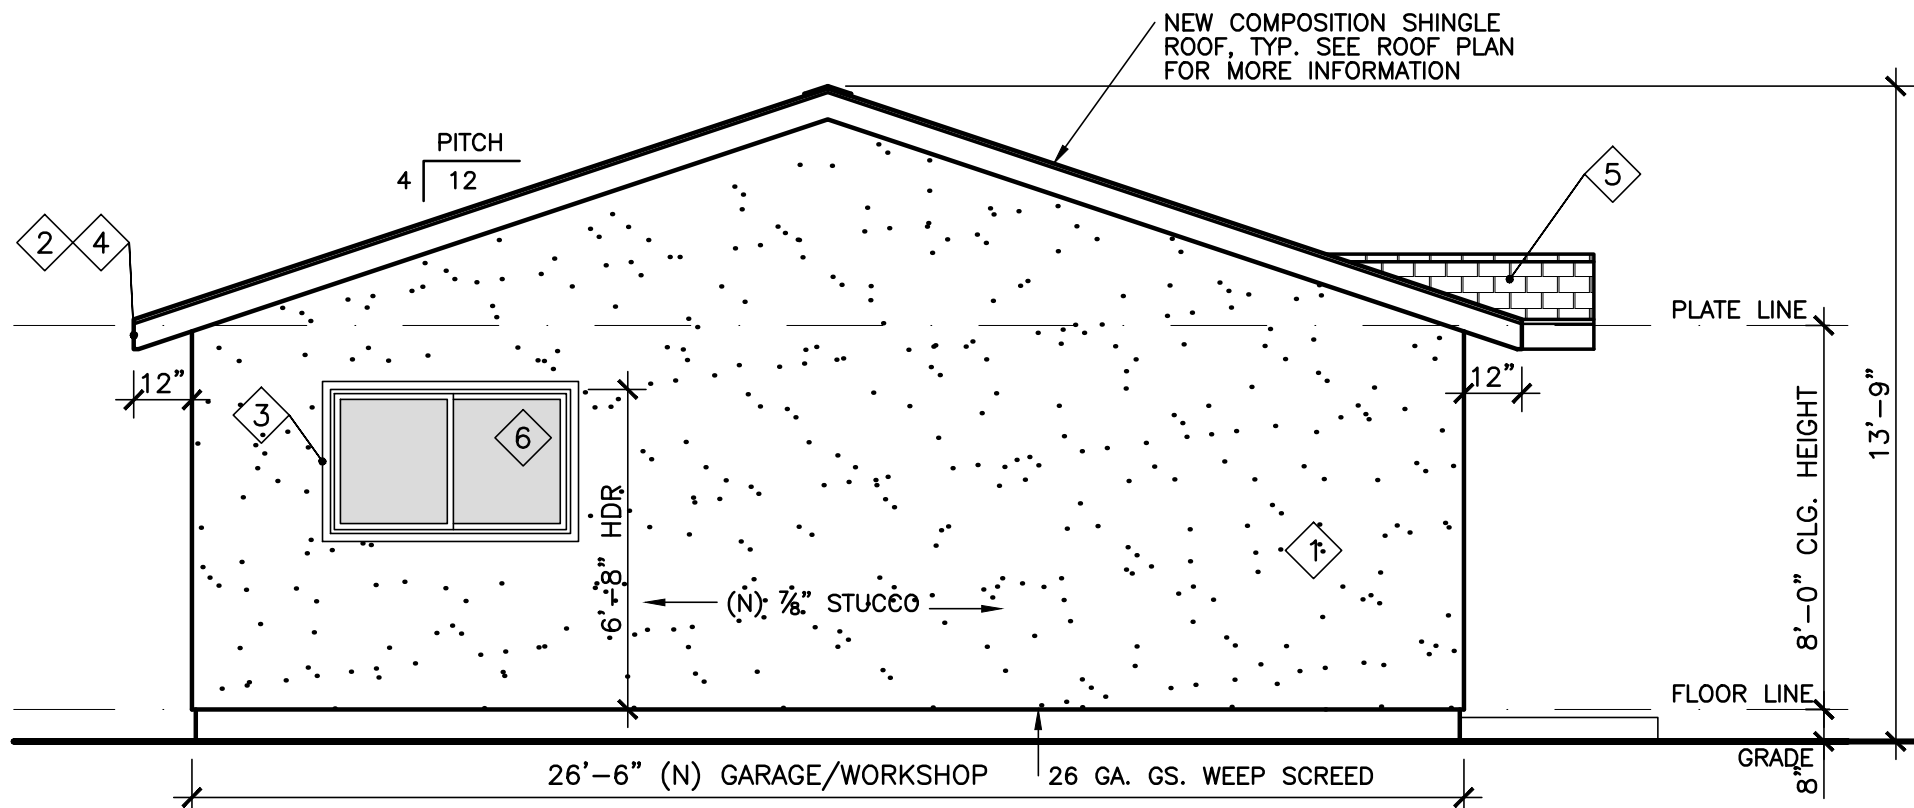 NEW COMPOSITION SHINGLE
ROOF, TYP. SEE ROOF PLAN
FOR MORE INFORMATION
PITCH
4 12
5
2 4
PLATE LINE
12"
12"
3
6
13'-9"
8'-0" CLG. HEIGHT
6'-8" HDR
1
(N) 7/8" STUCCO
FLOOR LINE
GRADE
8"
26'-6" (N) GARAGE/WORKSHOP
26 GA. GS. WEEP SCREED